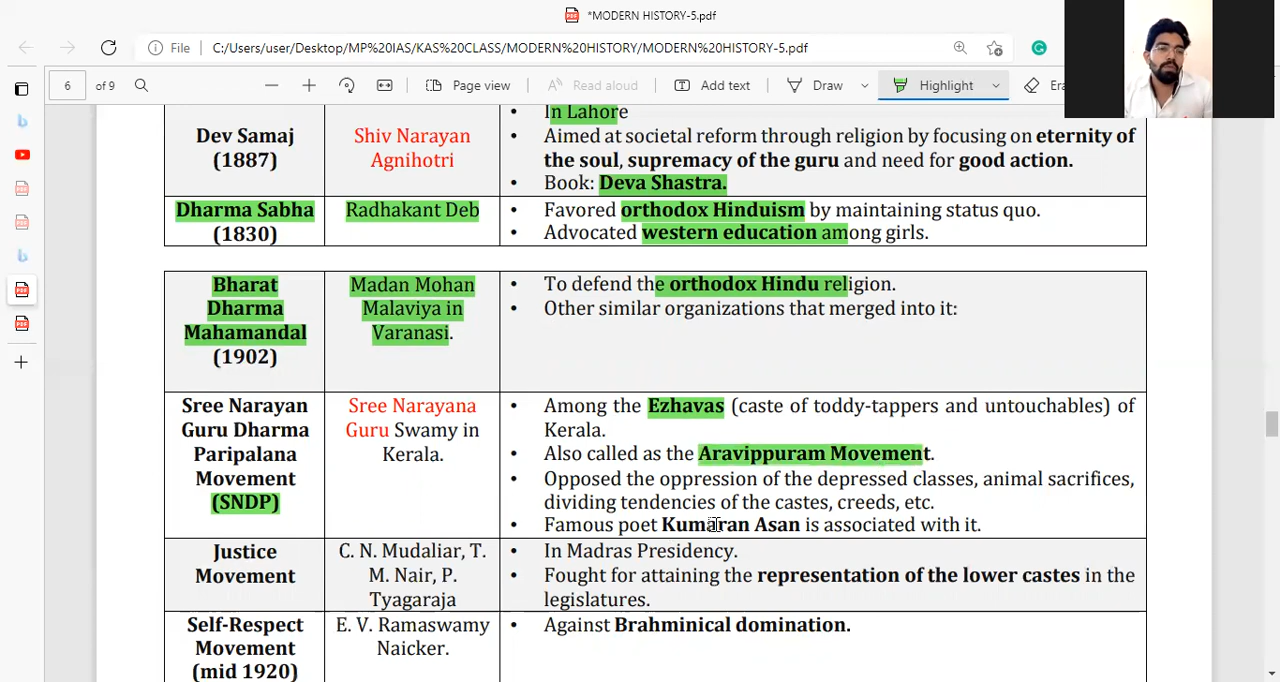 *MODERN HISTORY-5.pdf
File C:/Users/user/Desktop/MP%20IAS/KAS%20CLASS/MODERN%20HISTORY/MODERN%20HISTORY-5.pdf
6 of 9 Page view Read aloud Add text Draw Highlight
Dev Samaj
(1887)
Shiv Narayan
Agnihotri
• In Lahore
• Aimed at societal reform through religion by focusing on eternity of
the soul, supremacy of the guru and need for good action.
• Book: Deva Shastra.
Dharma Sabha
(1830)
Radhakant Deb
• Favored orthodox Hinduism by maintaining status quo.
• Advocated western education among girls.
Bharat
Dharma
Mahamandal
(1902)
Madan Mohan
Malaviya in
Varanasi.
• To defend the orthodox Hindu religion.
• Other similar organizations that merged into it:
Sree Narayan
Guru Dharma
Paripalana
Movement
(SNDP)
Sree Narayana
Guru Swamy in
Kerala.
• Among the Ezhavas (caste of toddy-tappers and untouchables) of
Kerala.
• Also called as the Aravippuram Movement.
• Opposed the oppression of the depressed classes, animal sacrifices,
dividing tendencies of the castes, creeds, etc.
• Famous poet Kumaran Asan is associated with it.
Justice
Movement
C. N. Mudaliar, T.
M. Nair, P.
Tyagaraja
• In Madras Presidency.
• Fought for attaining the representation of the lower castes in the
legislatures.
Self-Respect
Movement
(mid 1920)
E. V. Ramaswamy
Naicker.
• Against Brahminical domination.